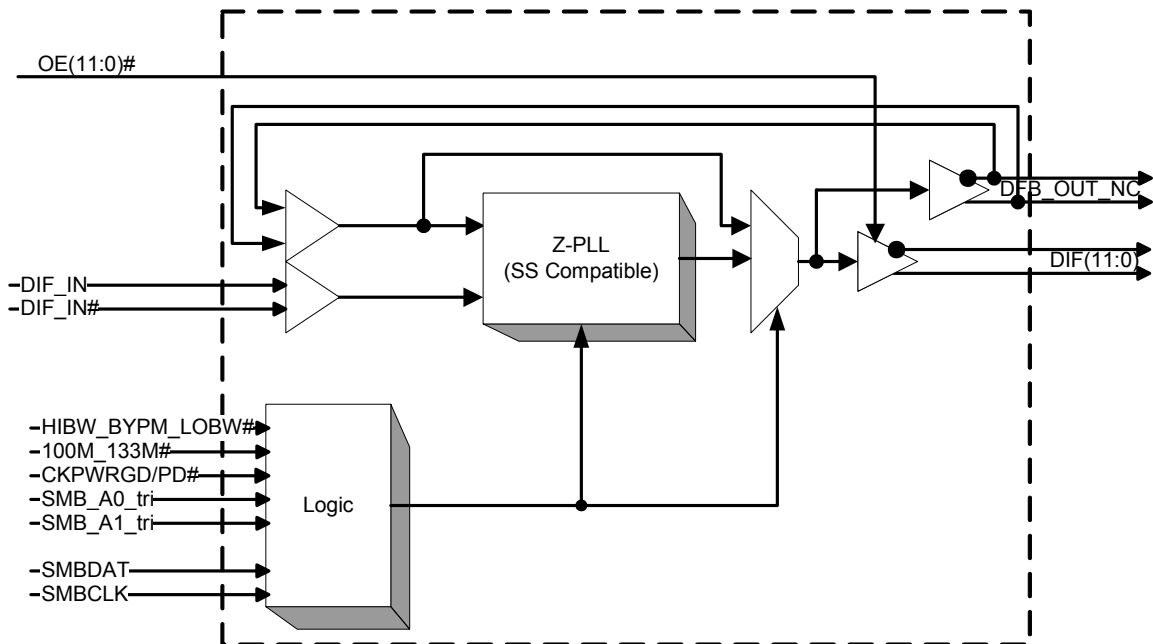 OE(11:0)#
DFB_OUT_NC
Z-PLL
(SS Compatible)
DIF(11:0)
DIF_IN
DIF_IN#
HIBW_BYPM_LOBW#
100M_133M#
CKPWRGD/PD#
SMB_A0_tri
SMB_A1_tri
Logic
SMBDAT
SMBCLK